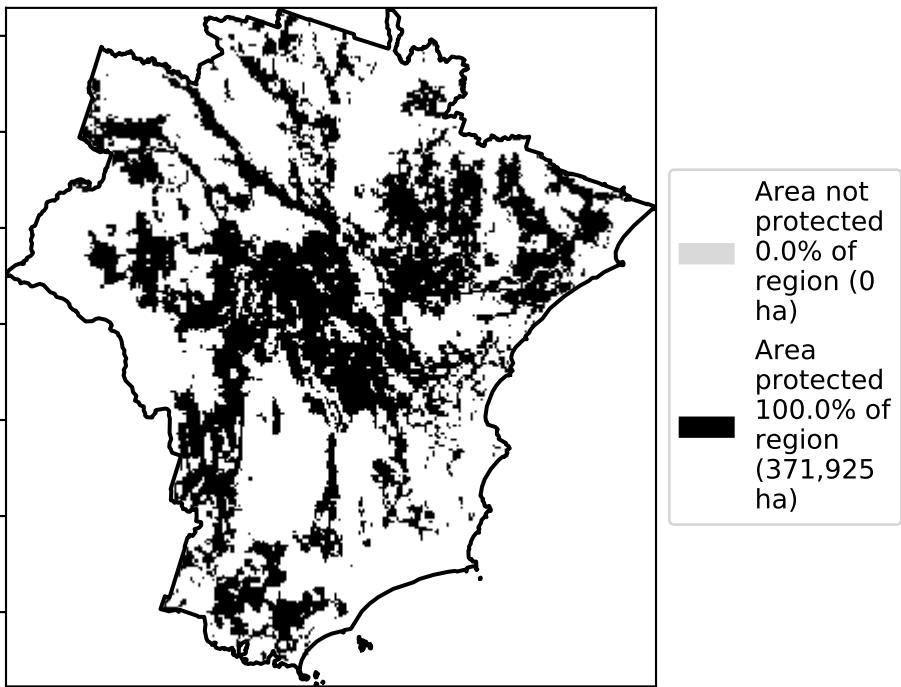 Area not
protected
0.0% of
region (0
ha)
Area
protected
100.0% of
region
(371,925
ha)